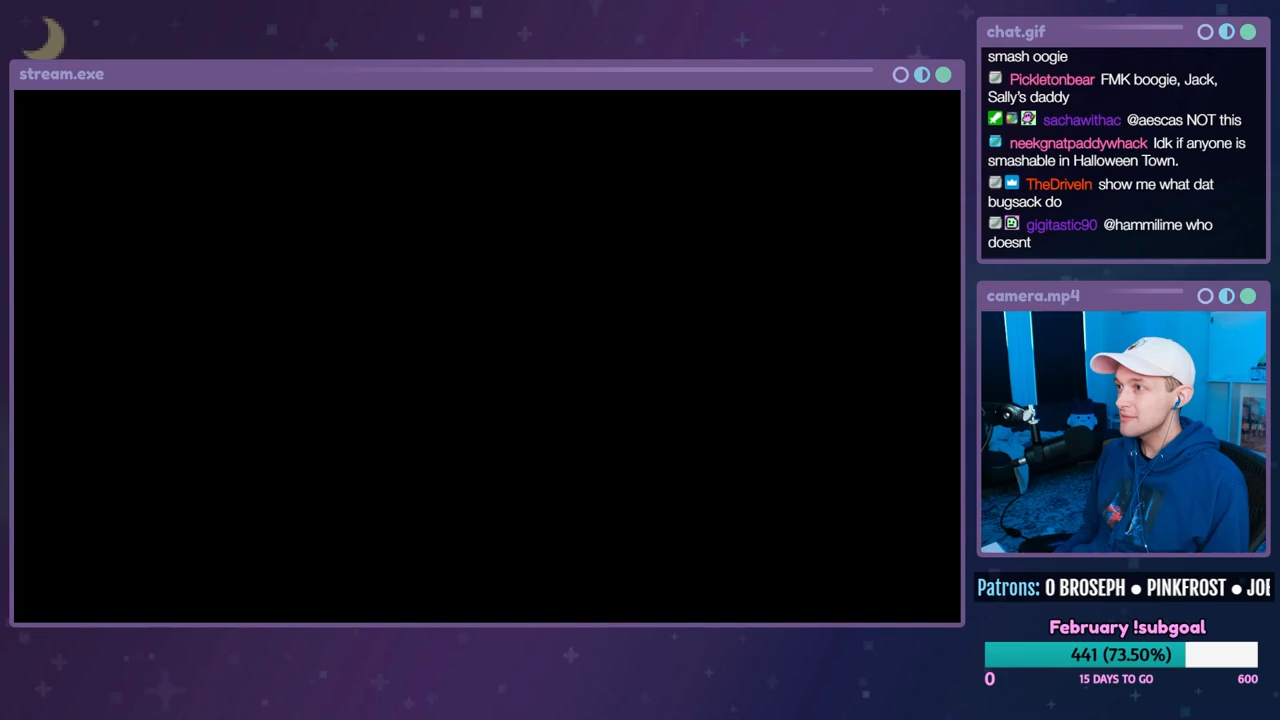 stream.exe
chat.gif
smash oogie
Pickletonbear FMK boogie, Jack,
Sally's daddy
sachawithac @aescas NOT this
neekgnatpaddywhack Idk if anyone is
smashable in Halloween Town.
TheDriveIn show me what dat
bugsack do
gigitastic90 @hammilime who
doesnt
camera.mp4
Patrons: O BROSEPH ● PINKFROST ●
February !subgoal
441 (73.50%)
0 15 DAYS TO GO 600